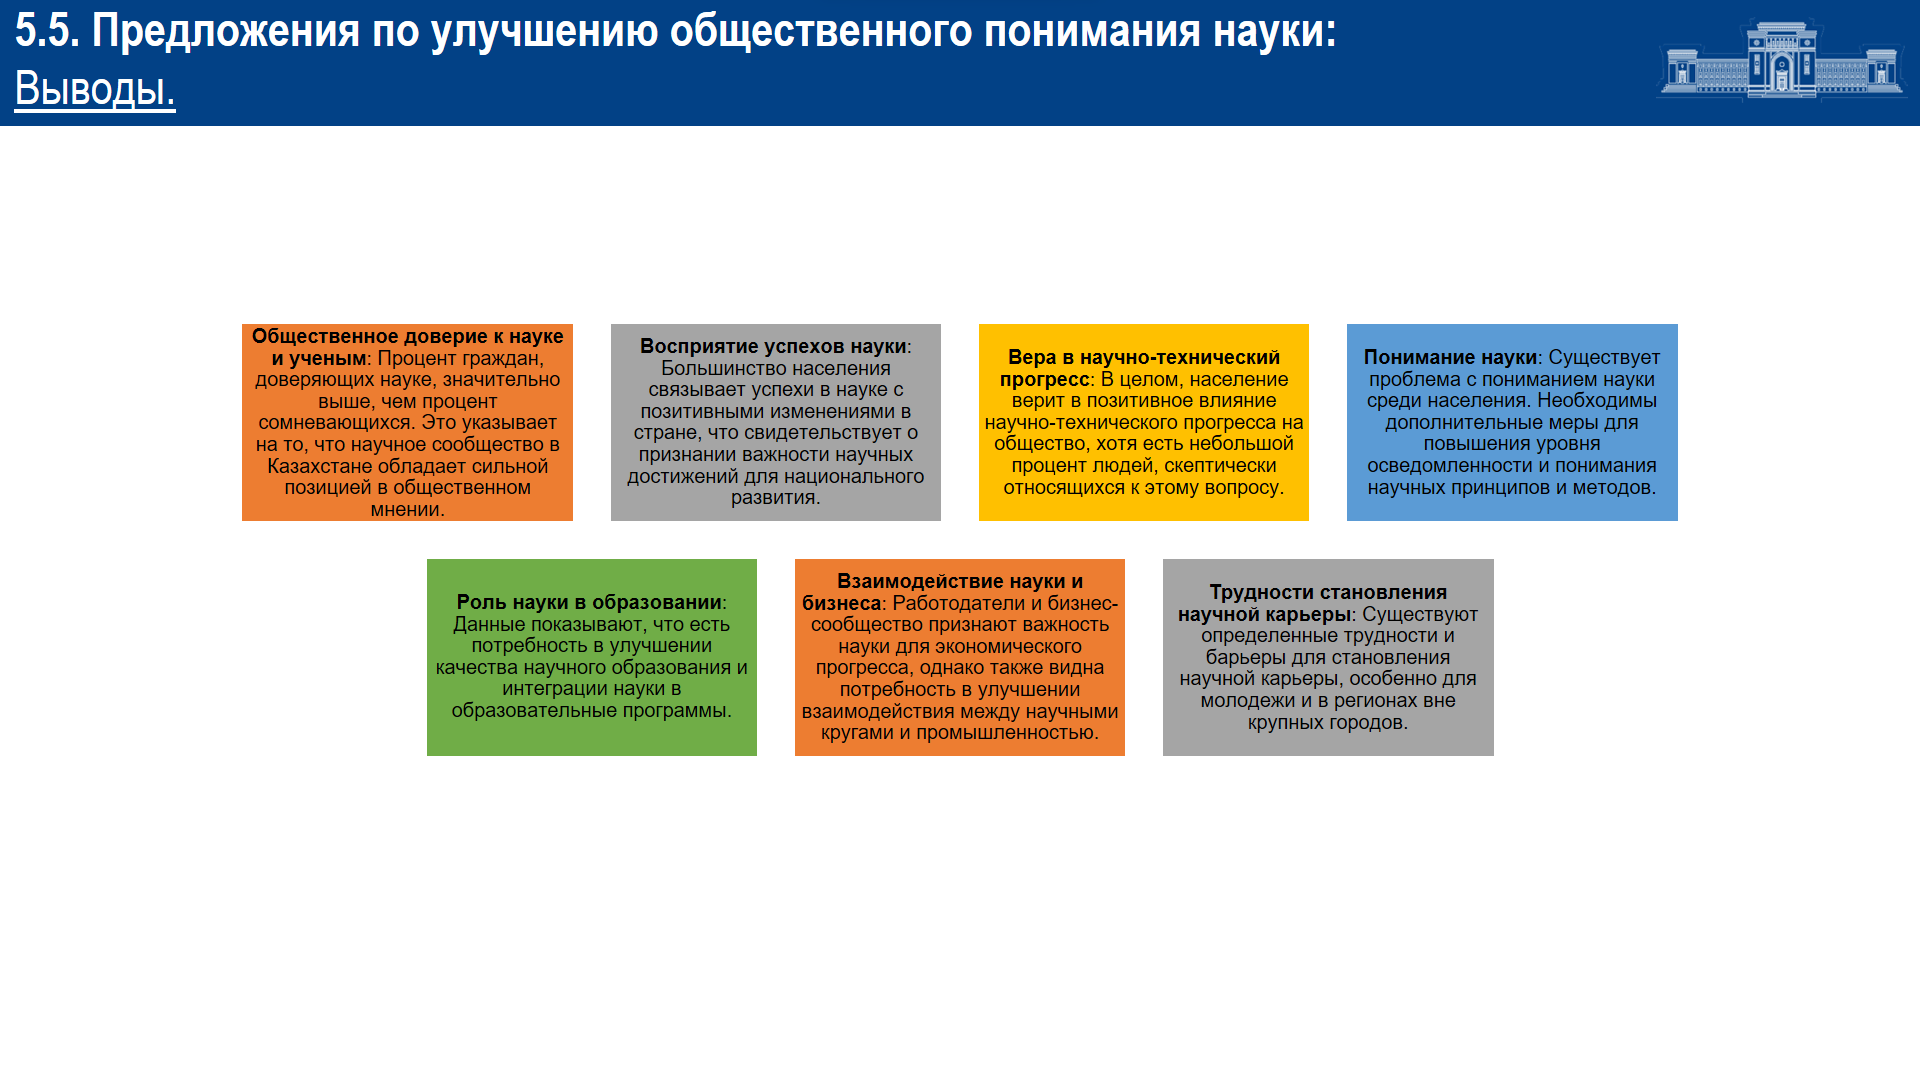 5.5. Предложения по улучшению общественного понимания науки:
Выводы.
Общественное доверие к науке
и ученым: Процент граждан,
доверяющих науке, значительно
выше, чем процент
сомневающихся. Это указывает
на то, что научное сообщество в
Казахстане обладает сильной
позицией в общественном
мнении.
Восприятие успехов науки:
Большинство населения
связывает успехи в науке с
позитивными изменениями в
стране, что свидетельствует о
признании важности научных
достижений для национального
развития.
Вера в научно-технический
прогресс: В целом, население
верит в позитивное влияние
научно-технического прогресса на
общество, хотя есть небольшой
процент людей, скептически
относящихся к этому вопросу.
Понимание науки: Существует
проблема с пониманием науки
среди населения. Необходимы
дополнительные меры для
повышения уровня
осведомленности и понимания
научных принципов и методов.
Роль науки в образовании:
Данные показывают, что есть
потребность в улучшении
качества научного образования и
интеграции науки в
образовательные программы.
Взаимодействие науки и
бизнеса: Работодатели и бизнес-
сообщество признают важность
науки для экономического
прогресса, однако также видна
потребность в улучшении
взаимодействия между научными
кругами и промышленностью.
Трудности становления
научной карьеры: Существуют
определенные трудности и
барьеры для становления
научной карьеры, особенно для
молодежи и в регионах вне
крупных городов.